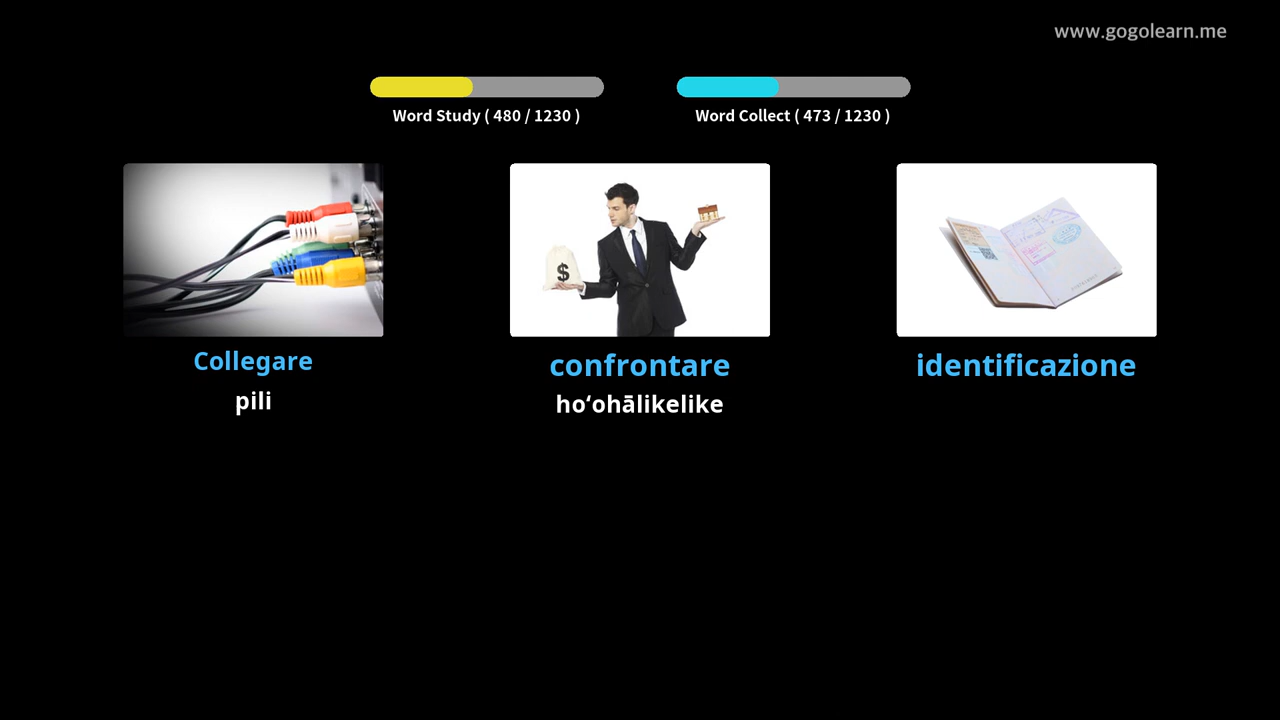 www.gogolearn.me
Word Study ( 480 / 1230 )
Word Collect ( 473 / 1230 )
$
Collegare
confrontare
identificazione
pili
hoʻohālikelike